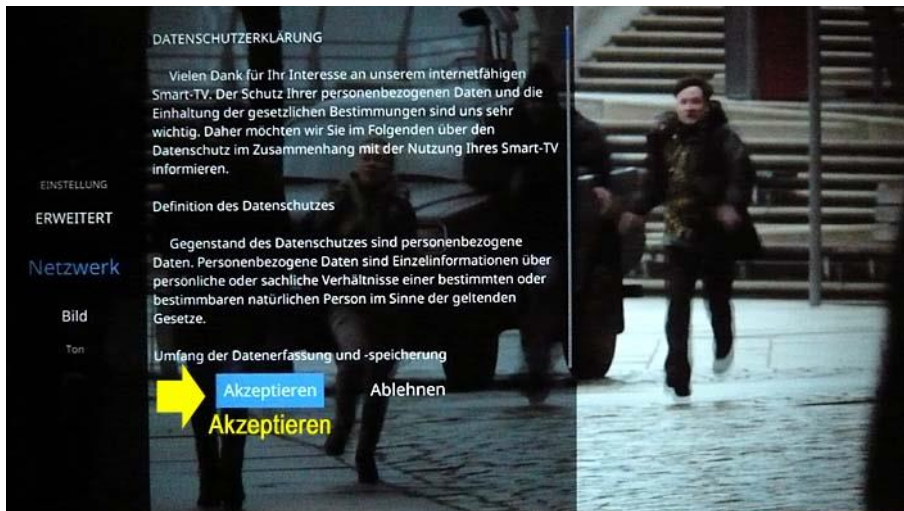 DATENSCHUTZERKLÄRUNG
Vielen Dank für Ihr Interesse an unserem internetfähigen
Smart-TV. Der Schutz Ihrer personenbezogenen Daten und die
Einhaltung der gesetzlichen Bestimmungen sind uns sehr
wichtig. Daher möchten wir Sie im Folgenden über den
Datenschutz im Zusammenhang mit der Nutzung Ihres Smart-TV
informieren.
Definition des Datenschutzes
Gegenstand des Datenschutzes sind personenbezogene
Daten. Personenbezogene Daten sind Einzelinformationen über
persönliche oder sachliche Verhältnisse einer bestimmten oder
bestimmbaren natürlichen Person im Sinne der geltenden
Gesetze.
Umfang der Datenerfassung und -speicherung
EINSTELLUNG
ERWEITERT
Netzwerk
Bild
Ton
Akzeptieren
Ablehnen
Akzeptieren